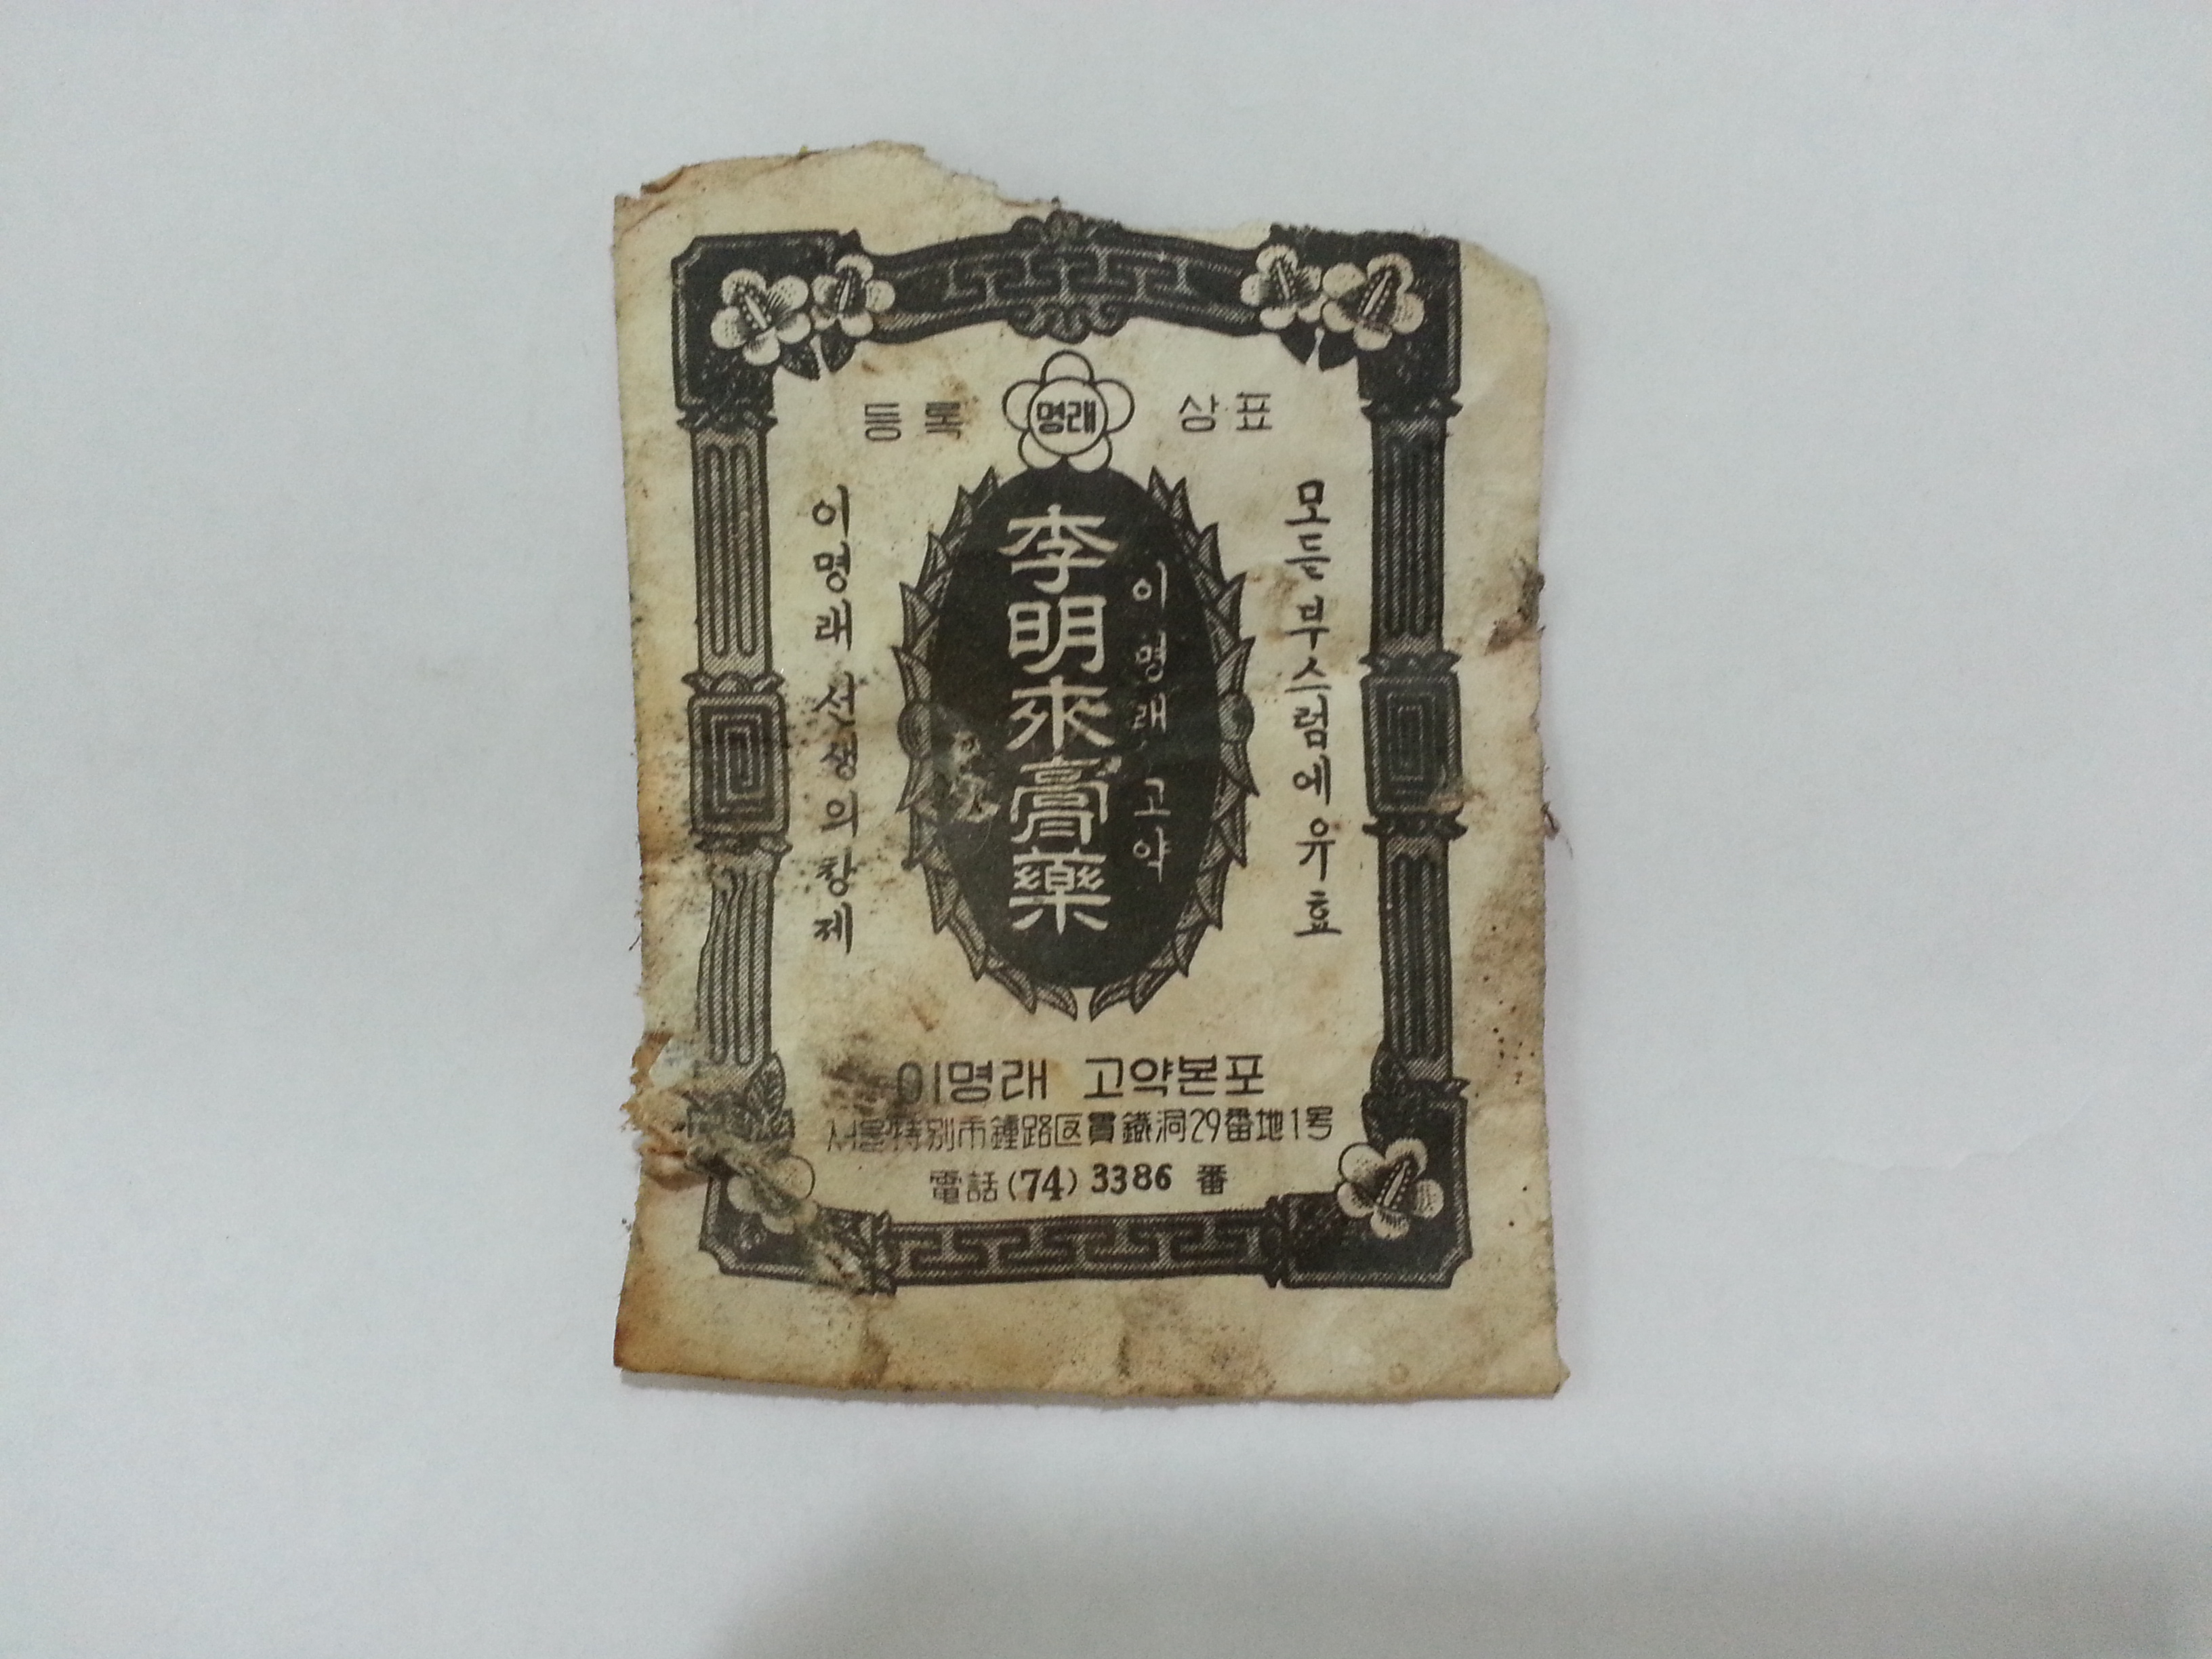 등록 명래 상표
모든 부스럼에 유효
이명래 고약
李明來膏藥
이명래 선생의 창제
이명래 고약본포
서울特别市鍾路区貫鐵洞29番地1号
電話(74) 3386 番